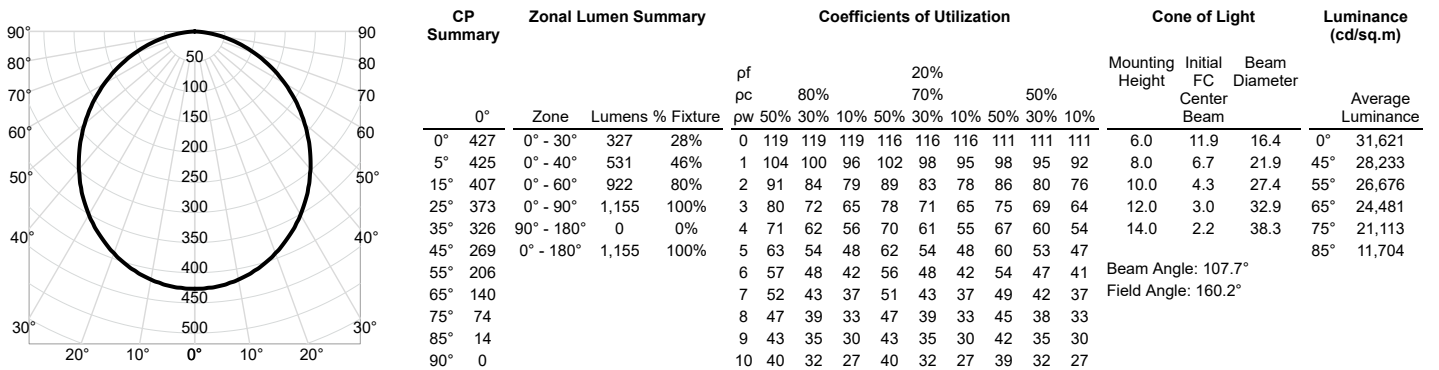 90° 90
80° 80
70° 70
60° 60
50° 50°
40° 40°
30° 30°
20° 10° 0° 10° 20°
50
100
150
200
250
300
350
400
450
500
CP Summary
0°
0° 427
5° 425
15° 407
25° 373
35° 326
45° 269
55° 206
65° 140
75° 74
85° 14
90° 0
Zonal Lumen Summary
Zone Lumens % Fixture
0° - 30° 327 28%
0° - 40° 531 46%
0° - 60° 922 80%
0° - 90° 1,155 100%
90° - 180° 0 0%
0° - 180° 1,155 100%
Coefficients of Utilization
ρf 20%
ρc 80% 70% 50%
ρw 50% 30% 10% 50% 30% 10% 50% 30% 10%
0 119 119 119 116 116 116 111 111 111
1 104 100 96 102 98 95 98 95 92
2 91 84 79 89 83 78 86 80 76
3 80 72 65 78 71 65 75 69 64
4 71 62 56 70 61 55 67 60 54
5 63 54 48 62 54 48 60 53 47
6 57 48 42 56 48 42 54 47 41
7 52 43 37 51 43 37 49 42 37
8 47 39 33 47 39 33 45 38 33
9 43 35 30 43 35 30 42 35 30
10 40 32 27 40 32 27 39 32 27
Cone of Light
Mounting Height Initial FC Center Beam Beam Diameter
6.0 11.9 16.4
8.0 6.7 21.9
10.0 4.3 27.4
12.0 3.0 32.9
14.0 2.2 38.3
Beam Angle: 107.7°
Field Angle: 160.2°
Luminance
(cd/sq.m)
Average
Luminance
0° 31,621
45° 28,233
55° 26,676
65° 24,481
75° 21,113
85° 11,704